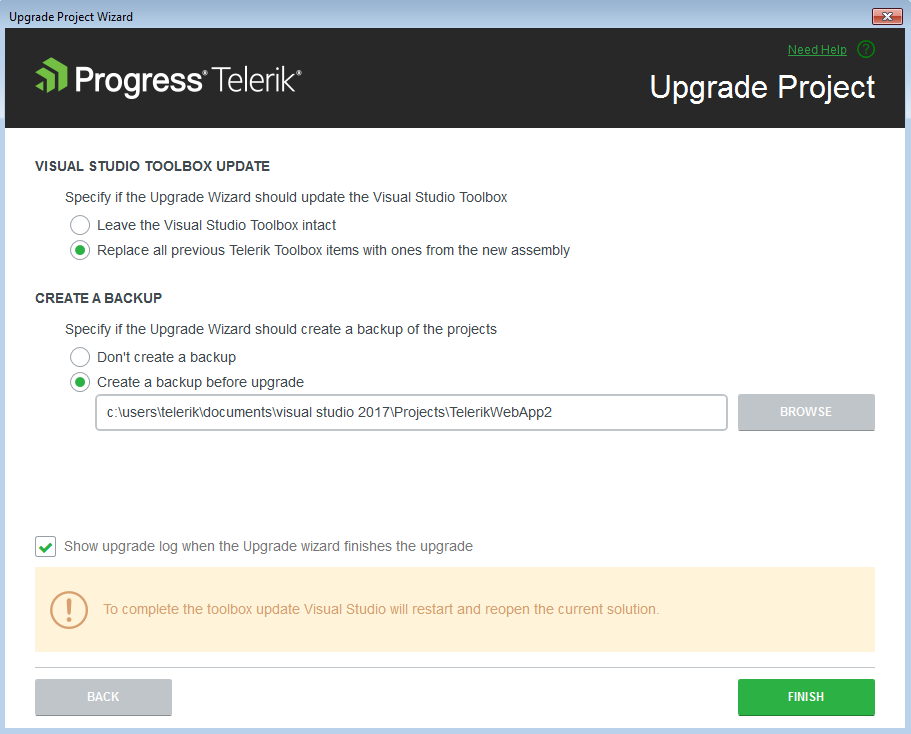 Upgrade Project Wizard
Need Help ?
Progress® Telerik®
Upgrade Project
VISUAL STUDIO TOOLBOX UPDATE
Specify if the Upgrade Wizard should update the Visual Studio Toolbox
Leave the Visual Studio Toolbox intact
Replace all previous Telerik Toolbox items with ones from the new assembly
CREATE A BACKUP
Specify if the Upgrade Wizard should create a backup of the projects
Don't create a backup
Create a backup before upgrade
c:\users\telerik\documents\visual studio 2017\Projects\TelerikWebApp2
BROWSE
Show upgrade log when the Upgrade wizard finishes the upgrade
To complete the toolbox update Visual Studio will restart and reopen the current solution.
BACK
FINISH